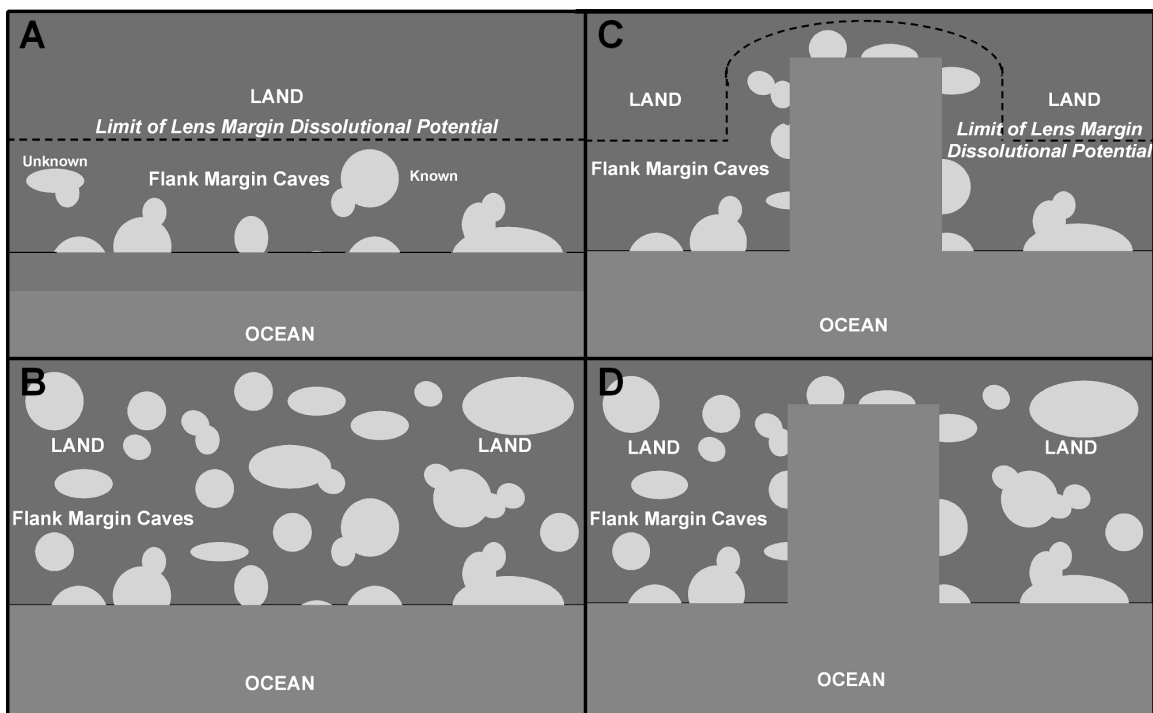 A
LAND
Limit of Lens Margin Dissolutional Potential
Unknown
Flank Margin Caves
Known
OCEAN
C
LAND
LAND
Limit of Lens Margin
Dissolutional Potential
Flank Margin Caves
OCEAN
B
LAND
LAND
Flank Margin Caves
OCEAN
D
LAND
LAND
Flank Margin Caves
OCEAN